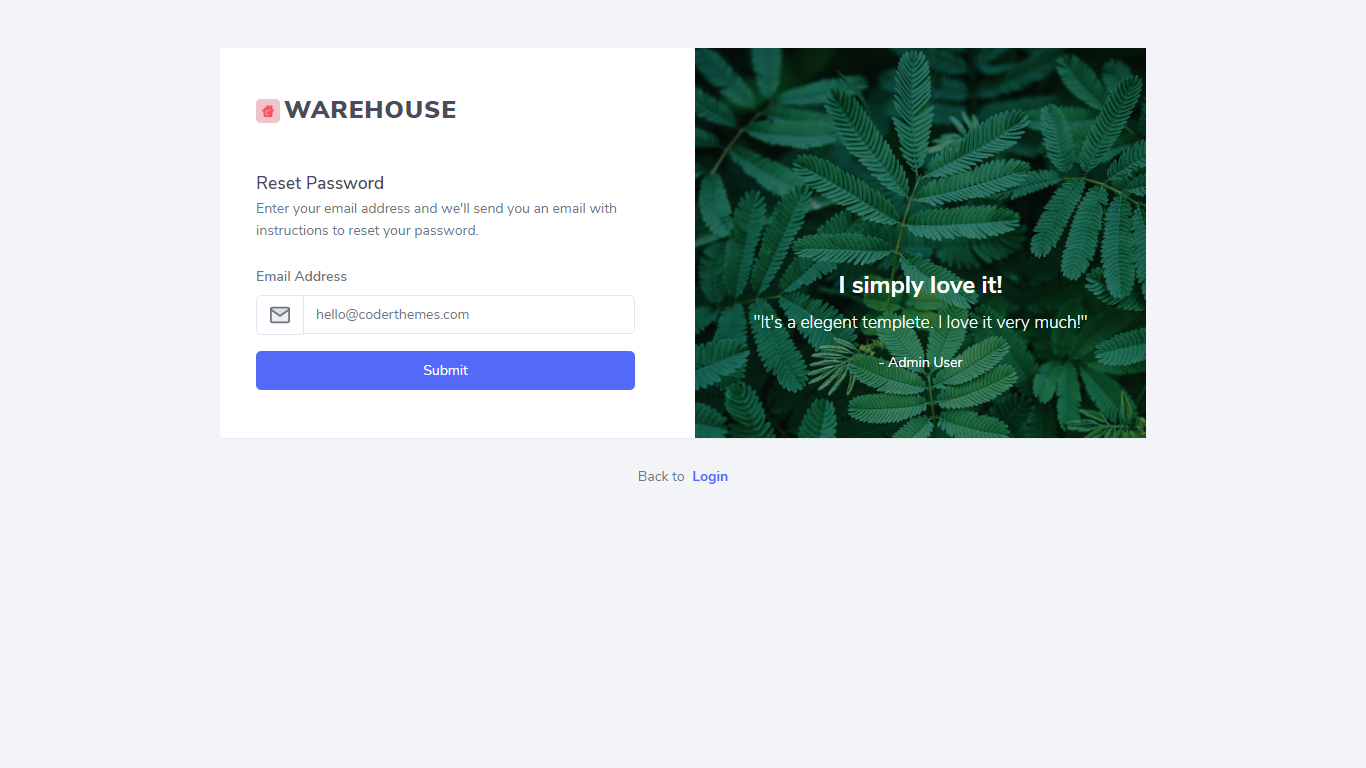 WAREHOUSE
Reset Password
Enter your email address and we'll send you an email with
instructions to reset your password.
Email Address
hello@coderthemes.com
Submit
I simply love it!
"It's a elegent templete. I love it very much!"
- Admin User
Back to Login